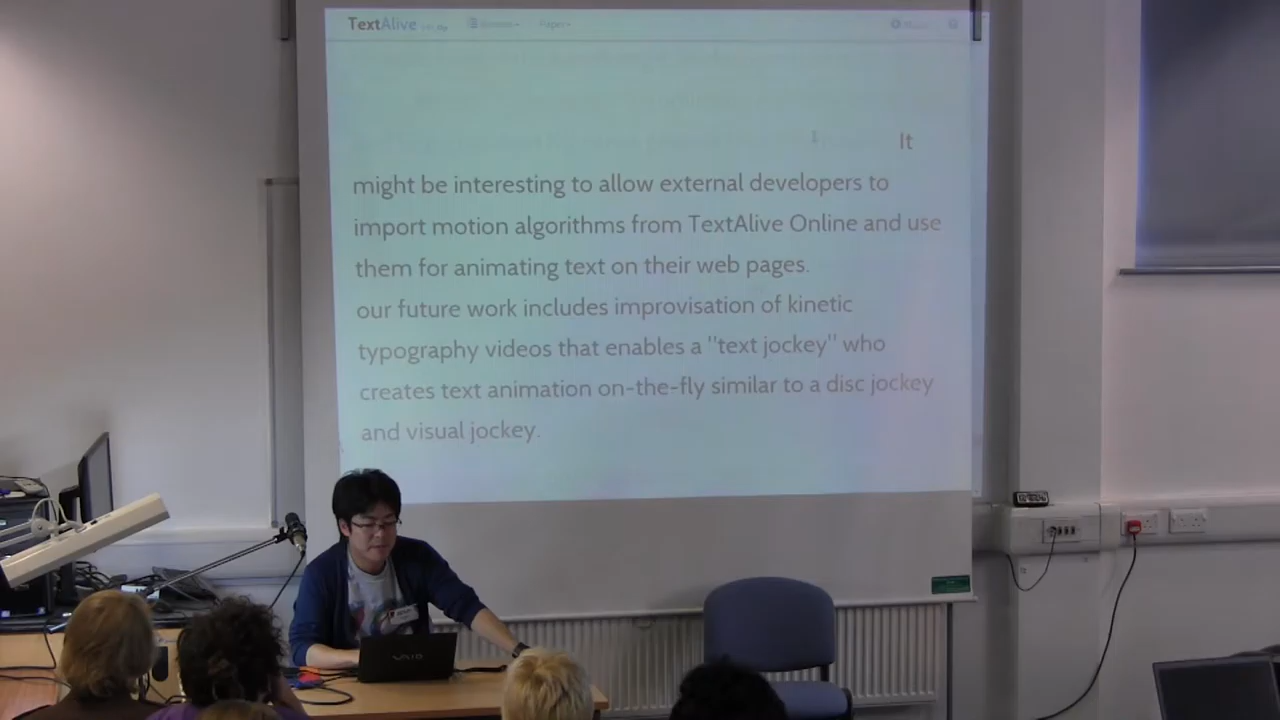 TextAlive
It
might be interesting to allow external developers to
import motion algorithms from TextAlive Online and use
them for animating text on their web pages.
our future work includes improvisation of kinetic
typography videos that enables a "text jockey" who
creates text animation on-the-fly similar to a disc jockey
and visual jockey.
VAIO